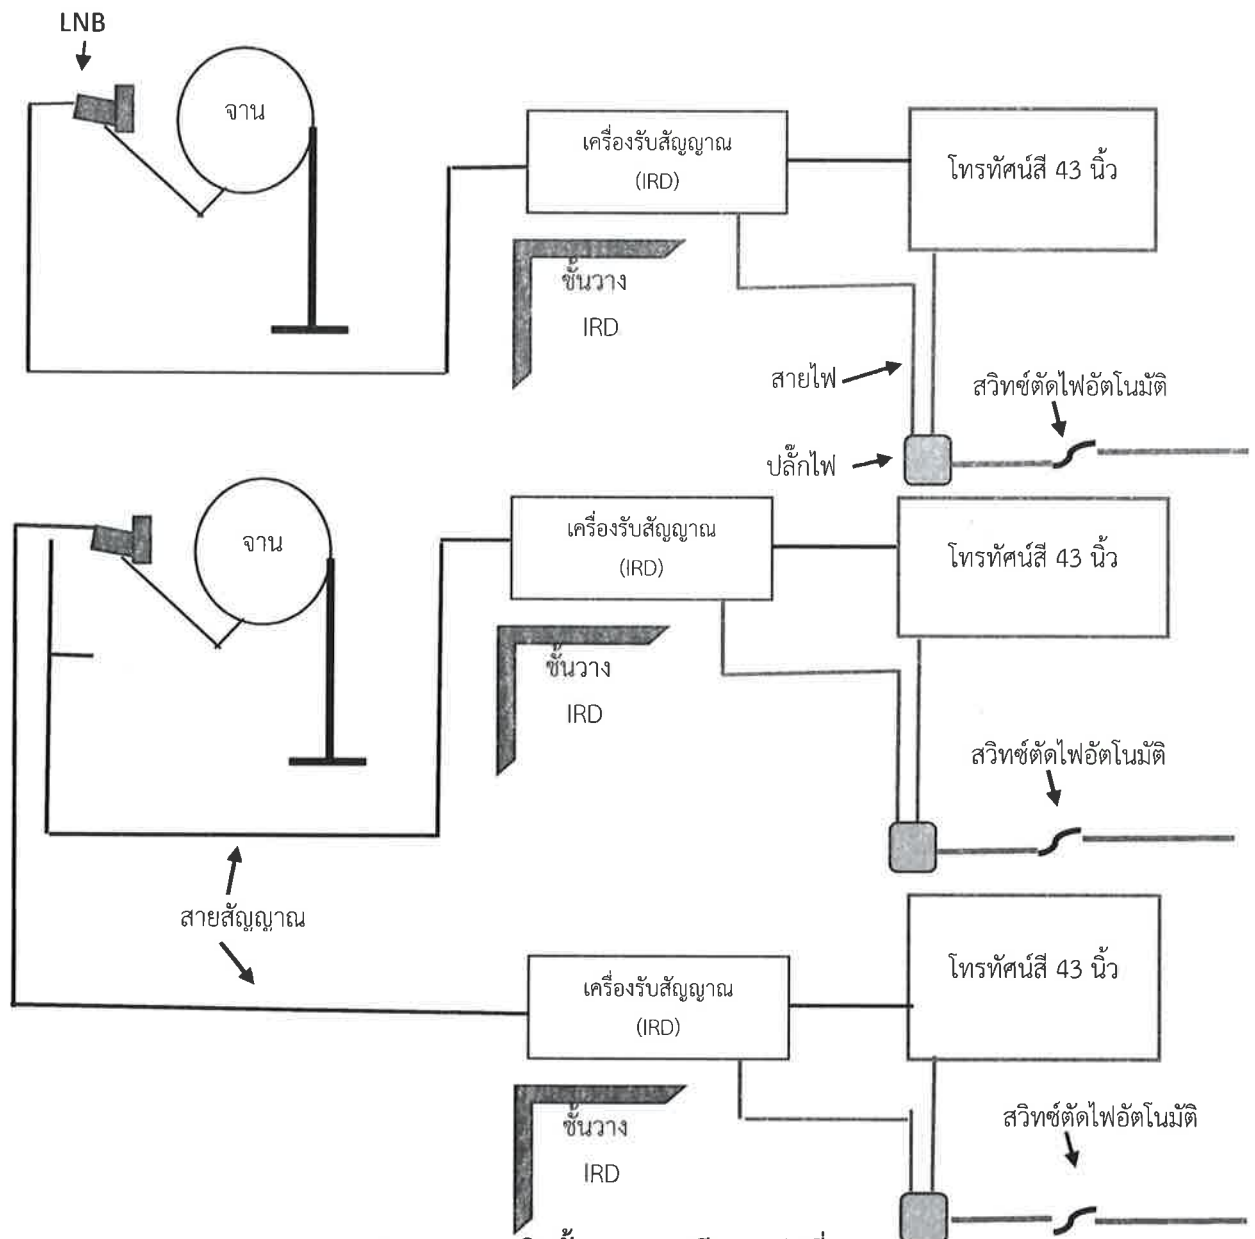 LNB
จาน
เครื่องรับสัญญาณ
(IRD)
โทรทัศน์สี 43 นิ้ว
ชั้นวาง
IRD
สายไฟ
สวิทซ์ตัดไฟอัตโนมัติ
ปลั๊กไฟ
จาน
เครื่องรับสัญญาณ
(IRD)
โทรทัศน์สี 43 นิ้ว
ชั้นวาง
IRD
สวิทซ์ตัดไฟอัตโนมัติ
สายสัญญาณ
เครื่องรับสัญญาณ
(IRD)
โทรทัศน์สี 43 นิ้ว
ชั้นวาง
IRD
สวิทซ์ตัดไฟอัตโนมัติ